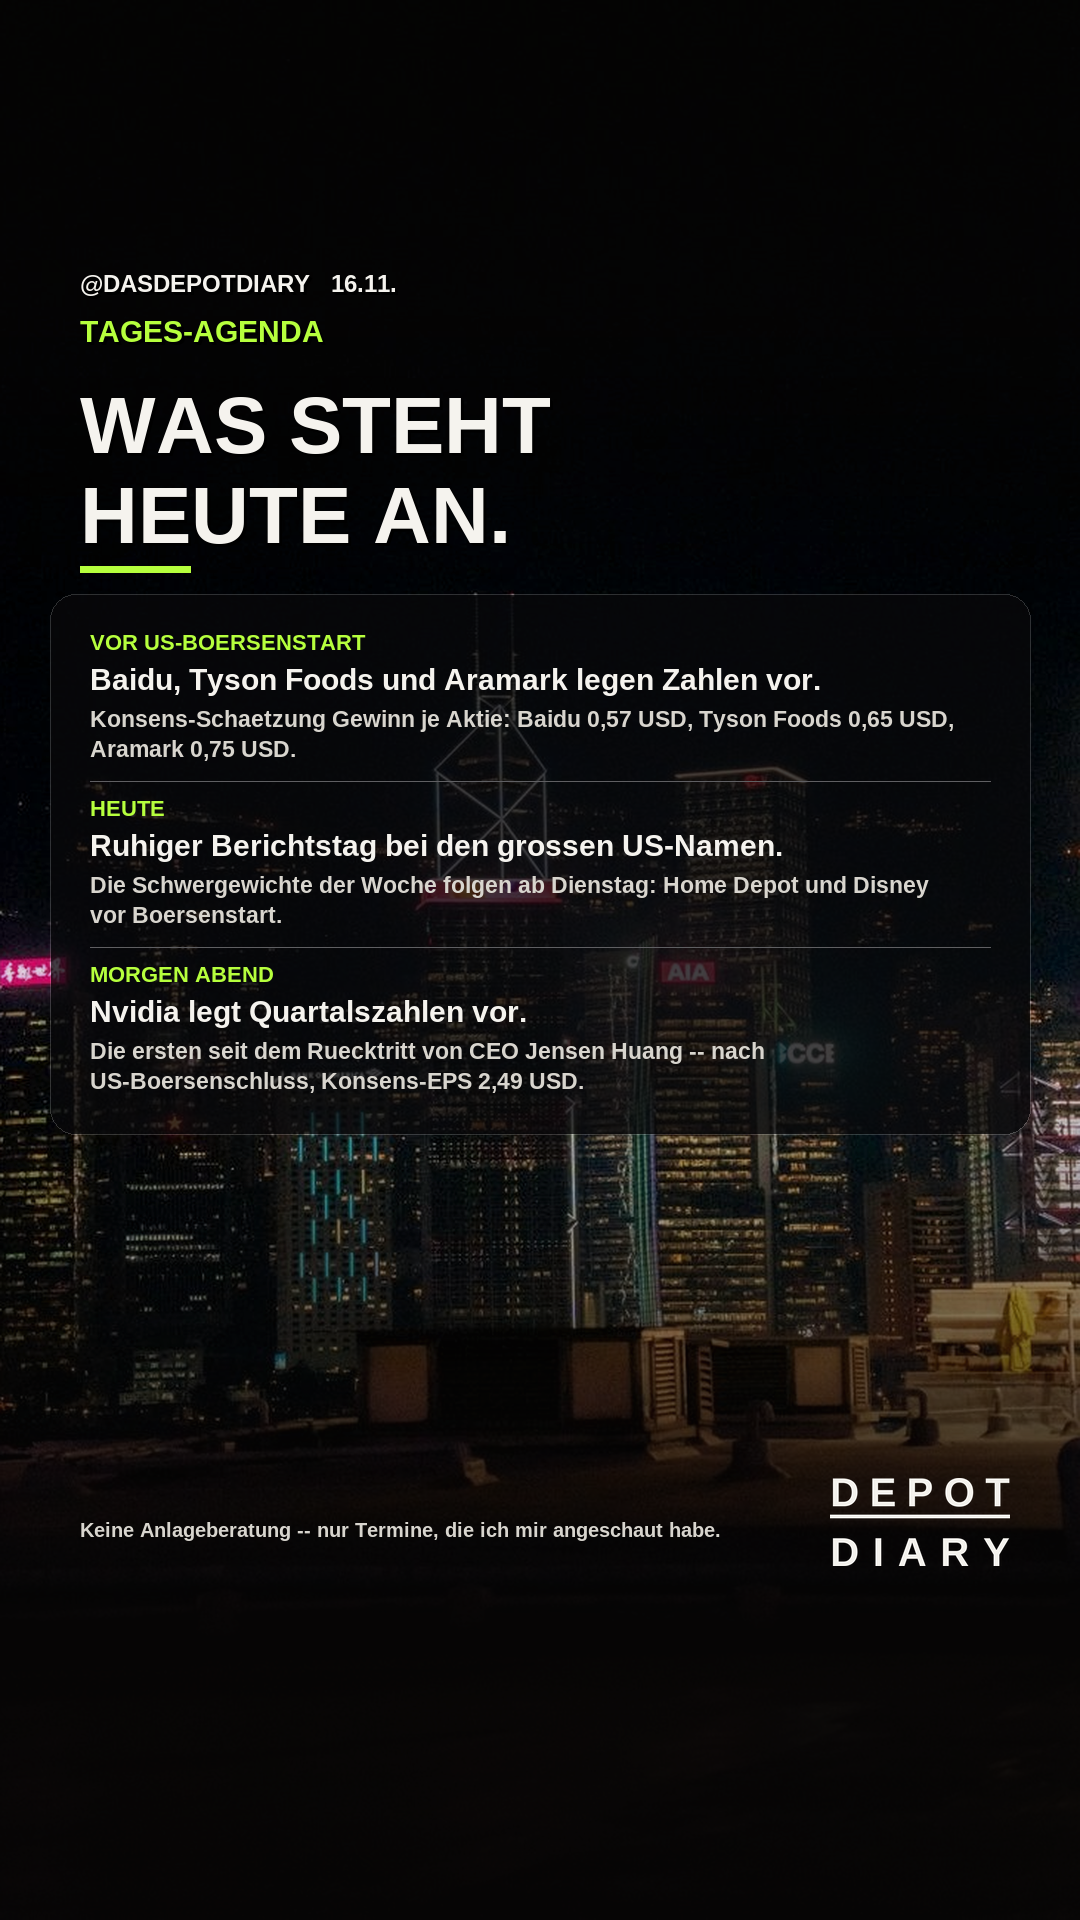 @DASDEPOTDIARY 16.11.
TAGES-AGENDA
WAS STEHT
HEUTE AN.
VOR US-BOERSENSTART
Baidu, Tyson Foods und Aramark legen Zahlen vor.
Konsens-Schaetzung Gewinn je Aktie: Baidu 0,57 USD, Tyson Foods 0,65 USD,
Aramark 0,75 USD.
HEUTE
Ruhiger Berichtstag bei den grossen US-Namen.
Die Schwergewichte der Woche folgen ab Dienstag: Home Depot und Disney
vor Boersenstart.
MORGEN ABEND
Nvidia legt Quartalszahlen vor.
Die ersten seit dem Ruecktritt von CEO Jensen Huang -- nach
US-Boersenschluss, Konsens-EPS 2,49 USD.
AIA
Keine Anlageberatung -- nur Termine, die ich mir angeschaut habe.
DEPOT
DIARY